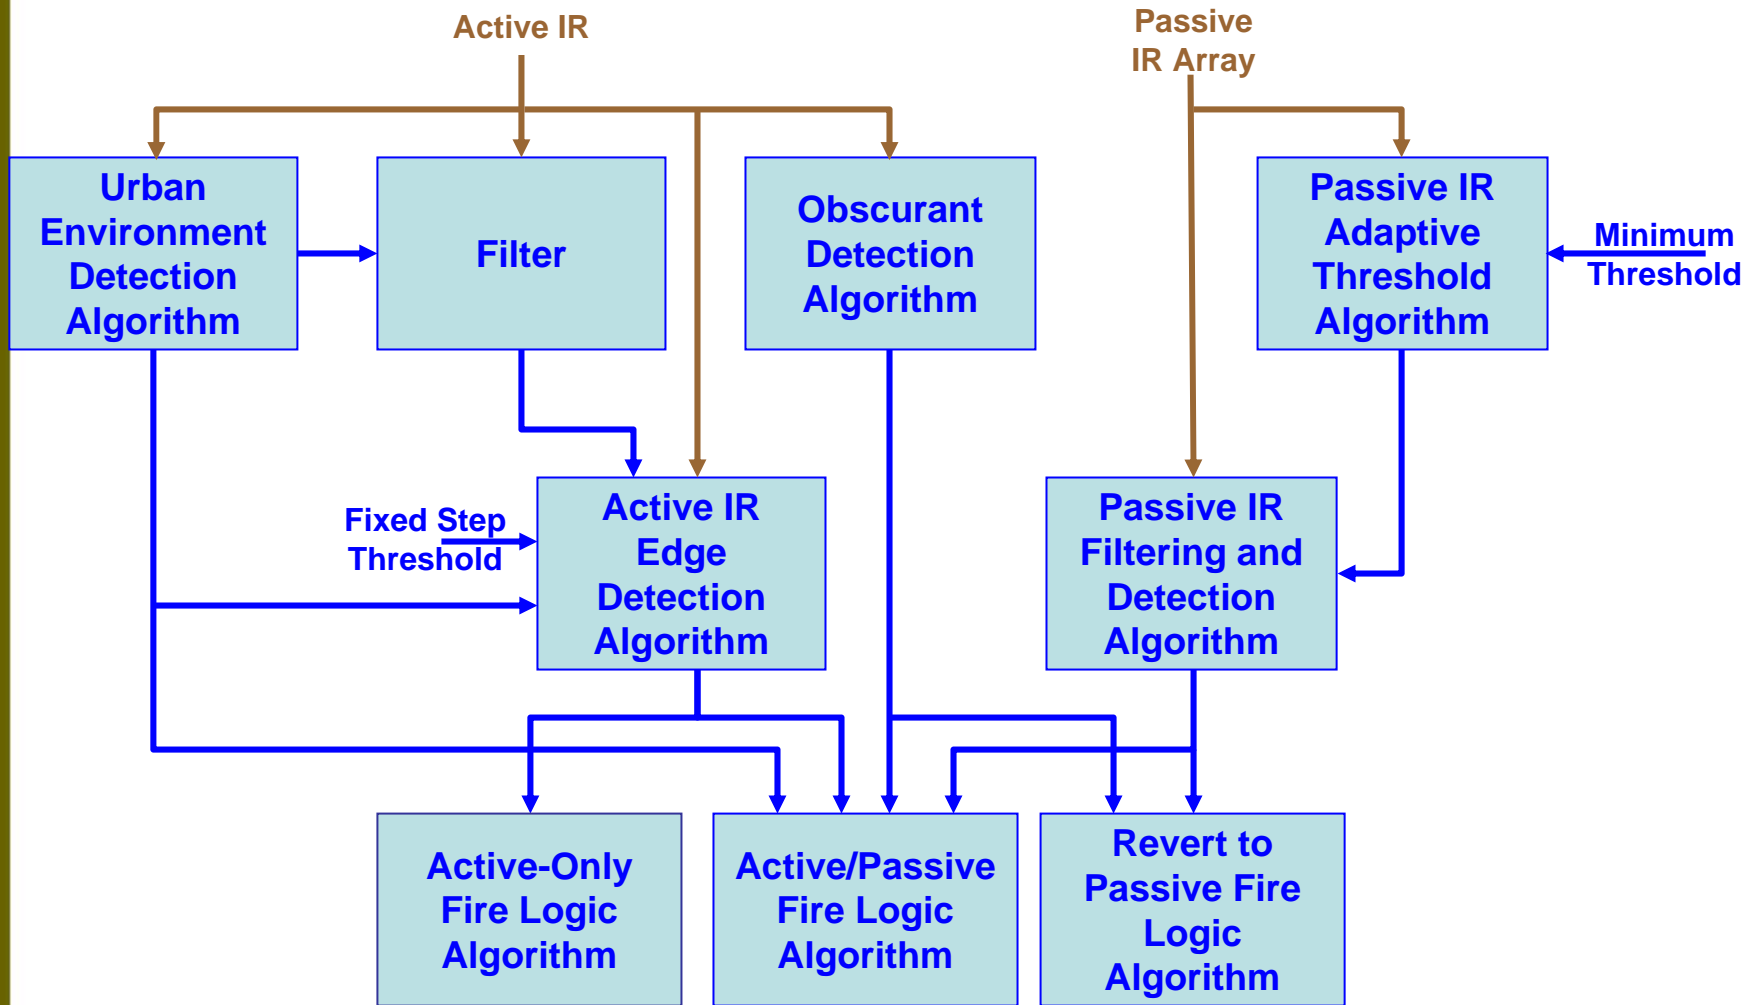 Active IR
Passive
IR Array
Urban
Environment
Detection
Algorithm
Filter
Obscurant
Detection
Algorithm
Passive IR
Adaptive
Threshold
Algorithm
Minimum
Threshold
Fixed Step
Threshold
Active IR
Edge
Detection
Algorithm
Passive IR
Filtering and
Detection
Algorithm
Active-Only
Fire Logic
Algorithm
Active/Passive
Fire Logic
Algorithm
Revert to
Passive Fire
Logic
Algorithm